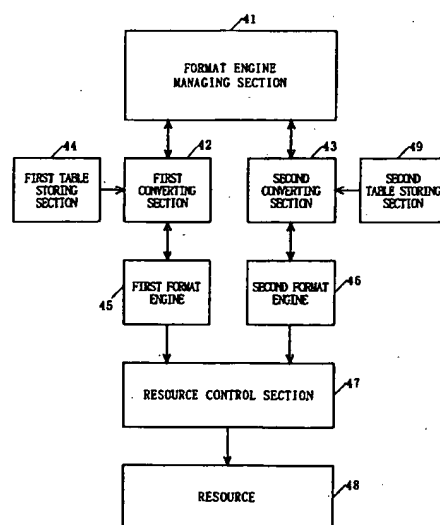 41
FORMAT ENGINE
MANAGING SECTION
44
42
43
49
FIRST TABLE
STORING
SECTION
FIRST
CONVERTING
SECTION
SECOND
CONVERTING
SECTION
SECOND
TABLE STORING
SECTION
45
FIRST FORMAT
ENGINE
SECOND FORMAT
ENGINE
46
RESOURCE CONTROL SECTION
47
RESOURCE
48